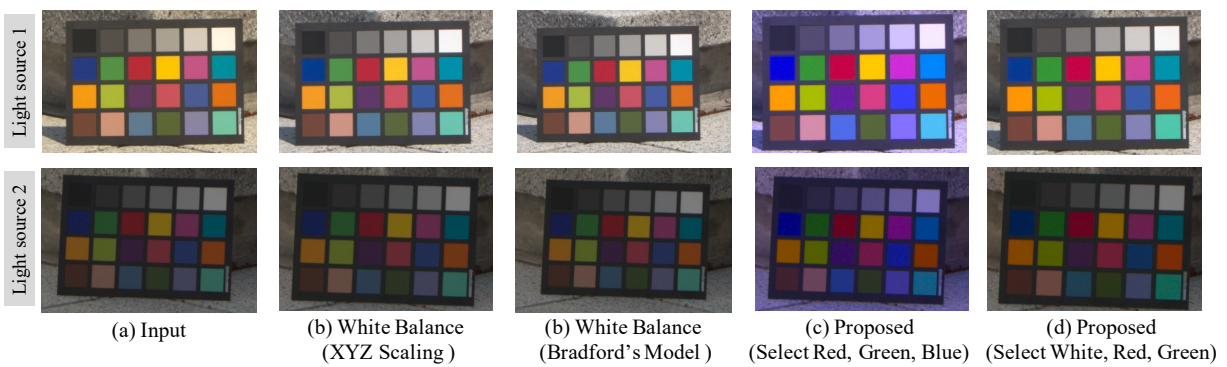 Light source 1
Light source 2
(a) Input
(b) White Balance
(XYZ Scaling )
(b) White Balance
(Bradford's Model )
(c) Proposed
(Select Red, Green, Blue)
(d) Proposed
(Select White, Red, Green)